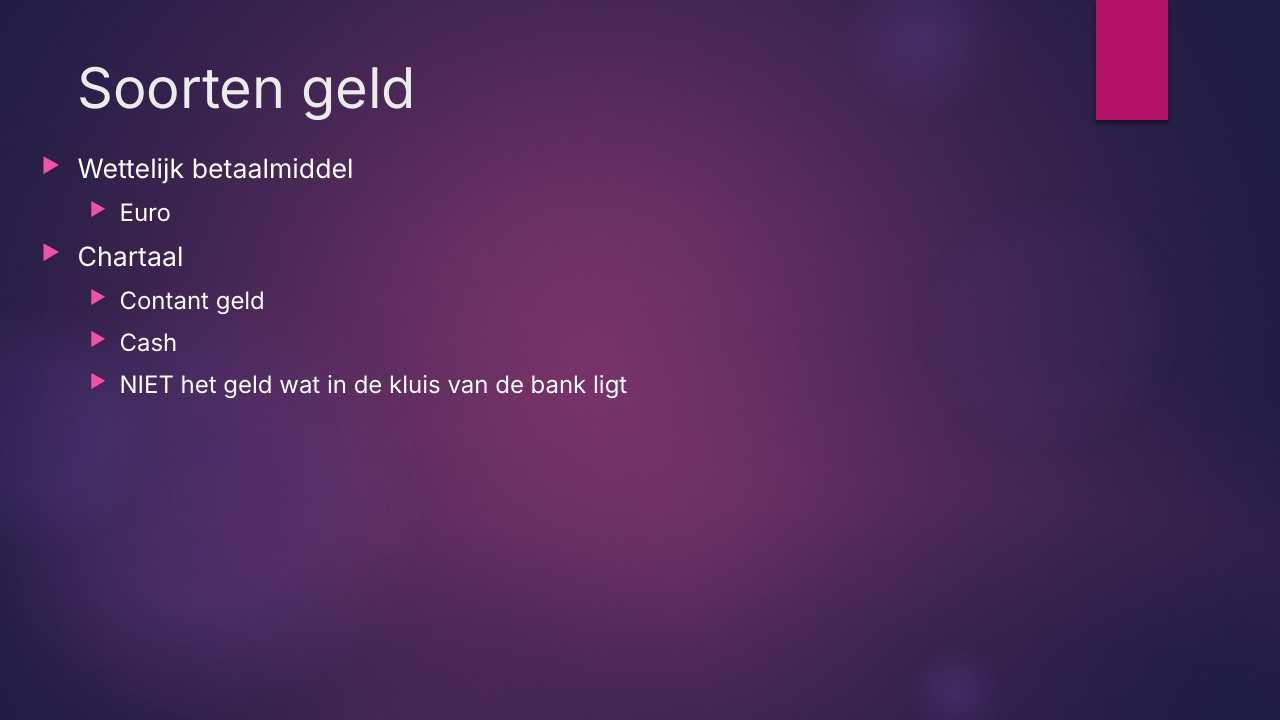 Soorten geld
Wettelijk betaalmiddel
Euro
Chartaal
Contant geld
Cash
NIET het geld wat in de kluis van de bank ligt